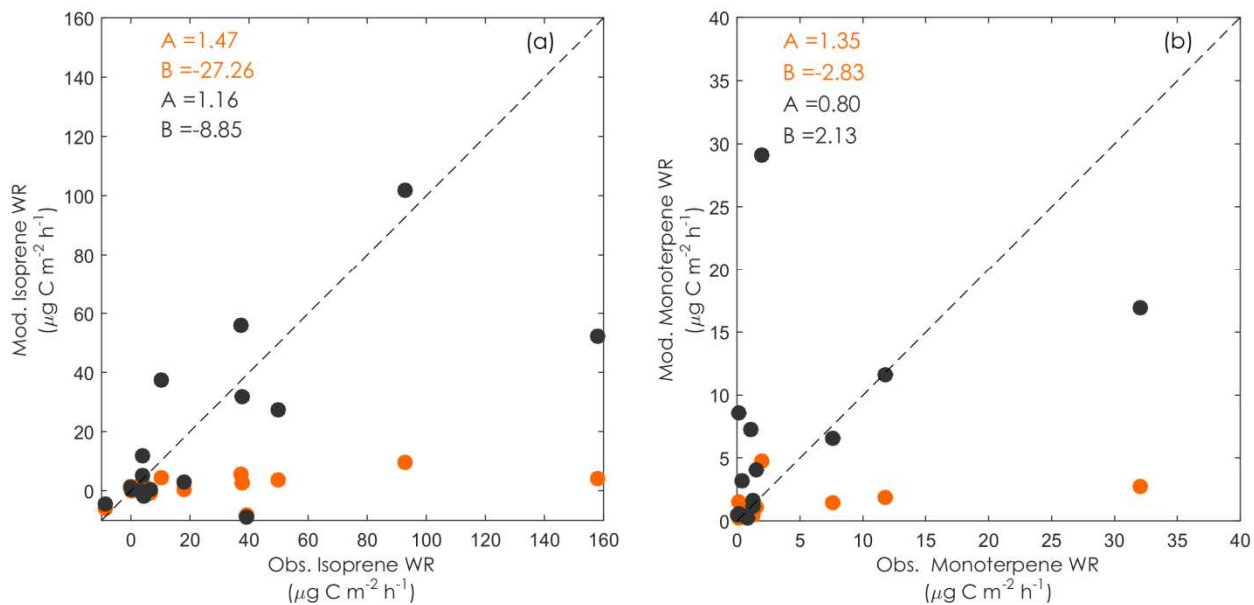 (a)
A =1.47
B =-27.26
A =1.16
B =-8.85
160
140
120
100
80
60
40
20
0
Mod. Isoprene WR
(μg C m⁻² h⁻¹)
0 20 40 60 80 100 120 140 160
Obs. Isoprene WR
(μg C m⁻² h⁻¹)
(b)
A =1.35
B =-2.83
A =0.80
B =2.13
40
35
30
25
20
15
10
5
0
Mod. Monoterpene WR
(μg C m⁻² h⁻¹)
0 5 10 15 20 25 30 35 40
Obs. Monoterpene WR
(μg C m⁻² h⁻¹)